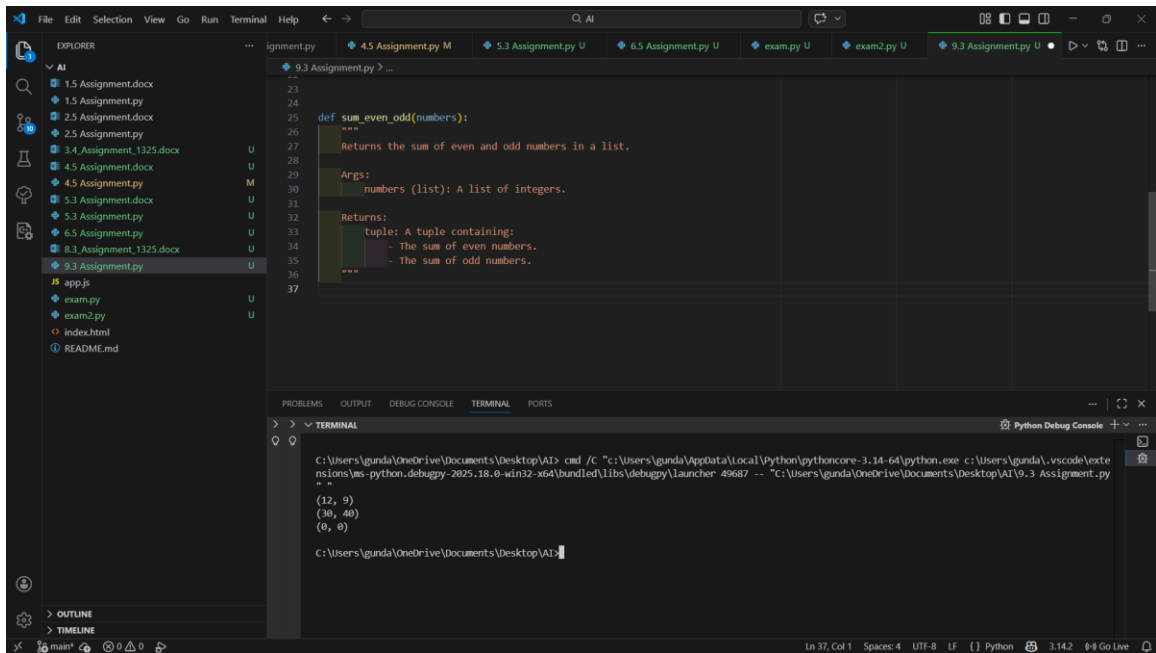 File Edit Selection View Go Run Terminal Help
AI
EXPLORER
ignment.py 4.5 Assignment.py M 5.3 Assignment.py U 6.5 Assignment.py U exam.py U exam2.py U 9.3 Assignment.py U
9.3 Assignment.py > ...
AI
1.5 Assignment.docx
1.5 Assignment.py
2.5 Assignment.docx
2.5 Assignment.py
3.4_Assignment_1325.docx U
4.5 Assignment.docx U
4.5 Assignment.py M
5.3 Assignment.docx U
5.3 Assignment.py U
6.5 Assignment.py U
8.3_Assignment_1325.docx U
9.3 Assignment.py U
JS app.js
exam.py U
exam2.py U
index.html
README.md
OUTLINE
TIMELINE
1
10
23
24
25 def sum_even_odd(numbers):
26 """
27 Returns the sum of even and odd numbers in a list.
28
29 Args:
30 numbers (list): A list of integers.
31
32 Returns:
33 tuple: A tuple containing:
34 - The sum of even numbers.
35 - The sum of odd numbers.
36 """
37
PROBLEMS OUTPUT DEBUG CONSOLE TERMINAL PORTS
TERMINAL
Python Debug Console
C:\Users\gunda\OneDrive\Documents\Desktop\AI> cmd /C "c:\Users\gunda\AppData\Local\Python\pythoncore-3.14-64\python.exe c:\Users\gunda\.vscode\exte
nsions\ms-python.debugpy-2025.18.0-win32-x64\bundled\libs\debugpy\launcher 49687 -- "C:\Users\gunda\OneDrive\Documents\Desktop\AI\9.3 Assignment.py
" "
(12, 9)
(30, 40)
(0, 0)
C:\Users\gunda\OneDrive\Documents\Desktop\AI>
main* 0 0 Ln 37, Col 1 Spaces: 4 UTF-8 LF { } Python 3.14.2 Go Live